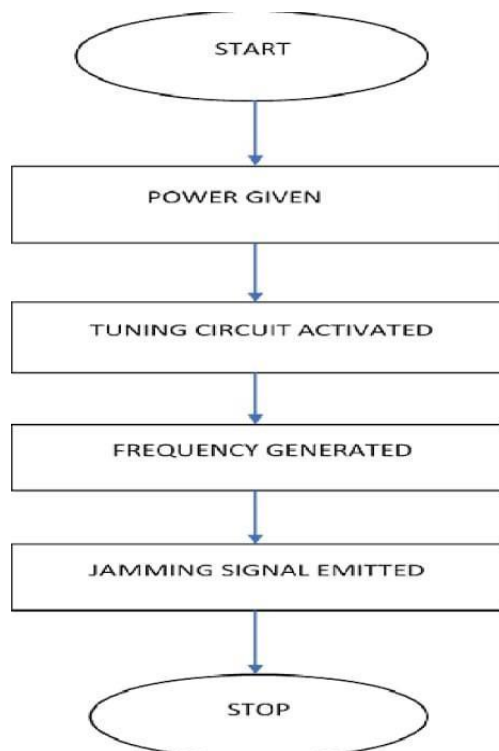 START
POWER GIVEN
TUNING CIRCUIT ACTIVATED
FREQUENCY GENERATED
JAMMING SIGNAL EMITTED
STOP